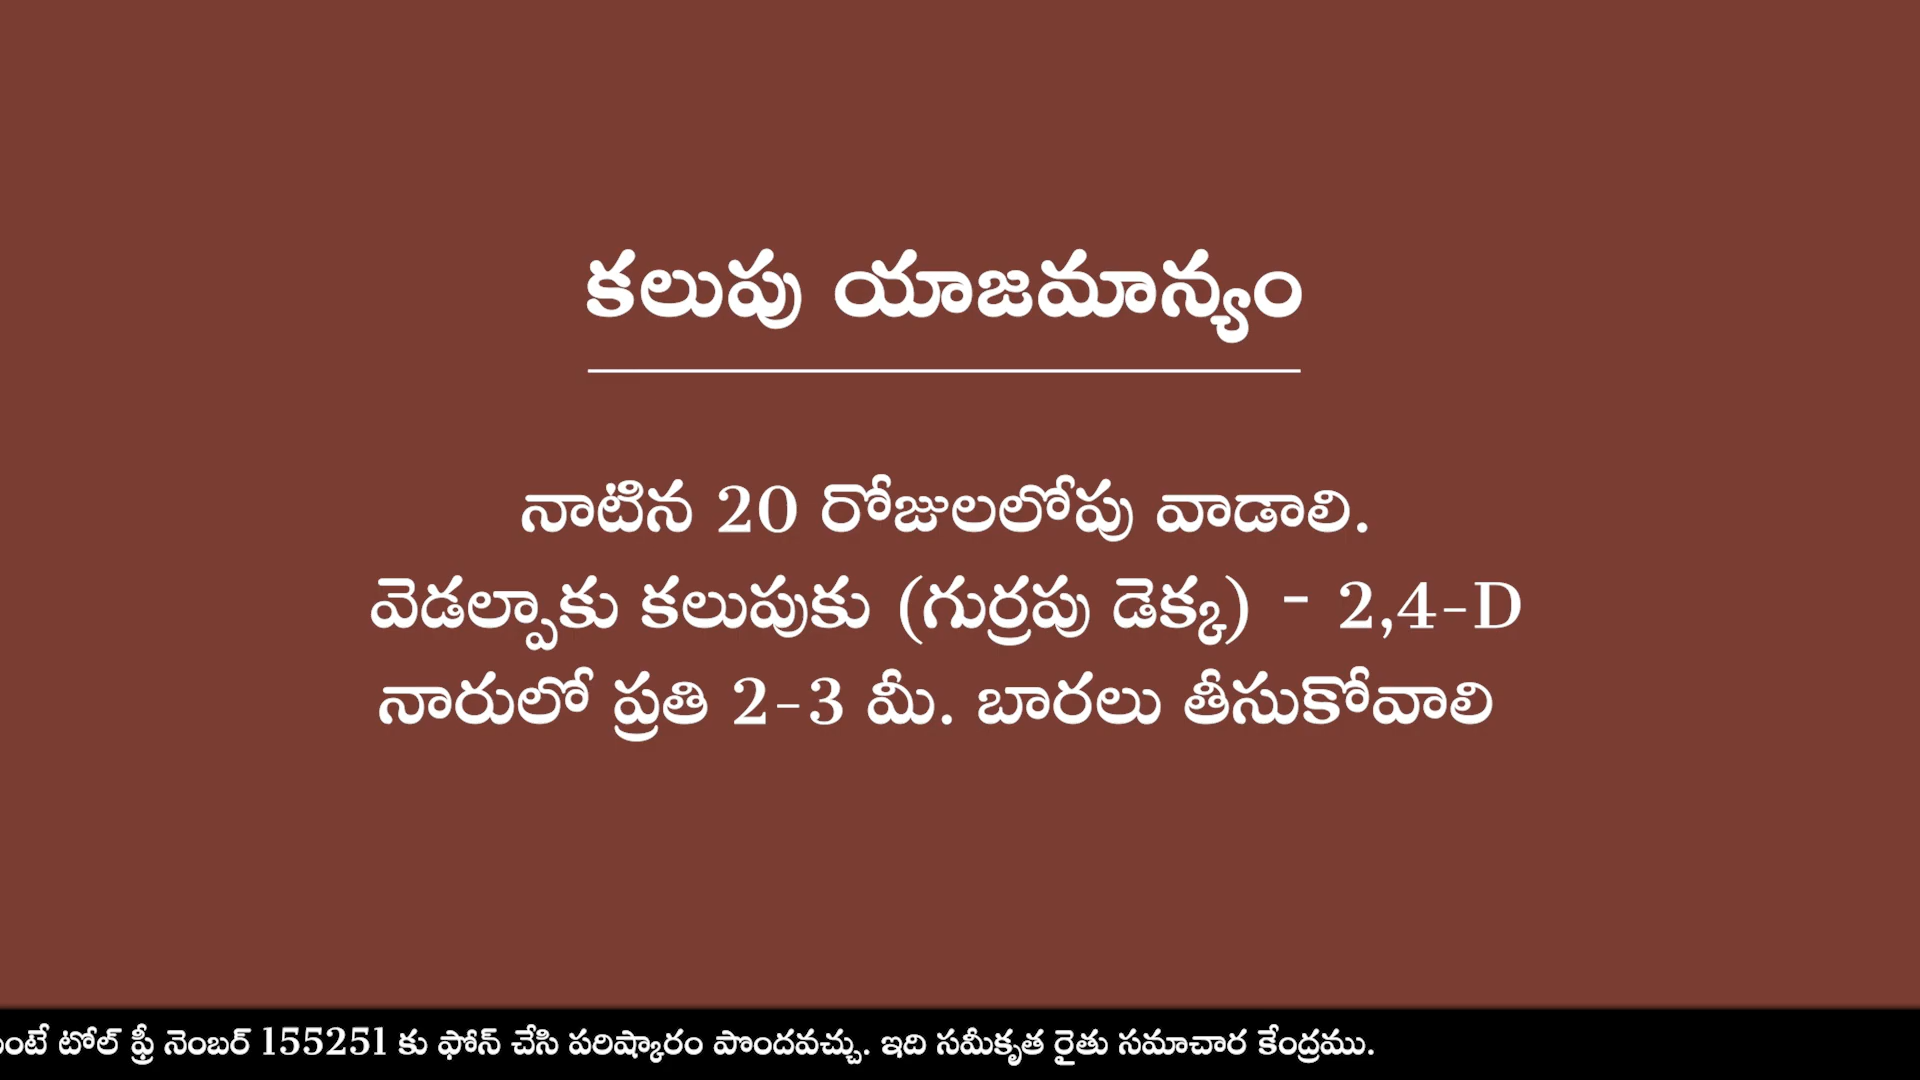 కలుపు యాజమాన్యం
నాటిన 20 రోజులలోపు వాడాలి.
వెడల్పాకు కలుపుకు (గుర్రపు డెక్క) - 2,4-D
నారులో ప్రతి 2-3 మీ. బారలు తీసుకోవాలి
టోల్ ఫ్రీ నెంబర్ 155251 కు ఫోన్ చేసి పరిష్కారం పొందవచ్చు. ఇది సమీకృత రైతు సమాచార కేంద్రము.